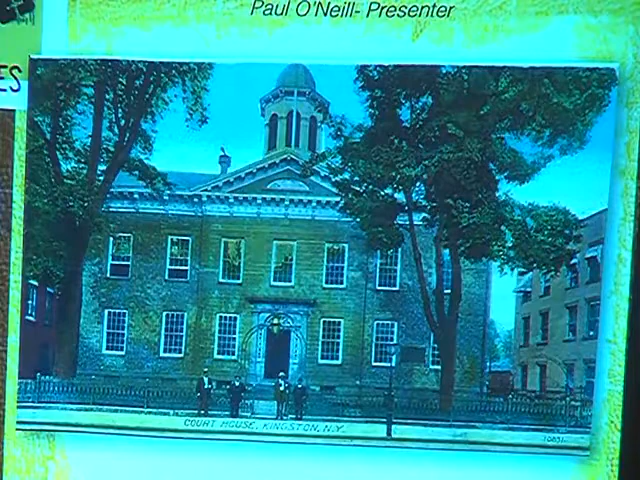 Paul O'Neill- Presenter
ES
COURT HOUSE, KINGSTON, N.Y.